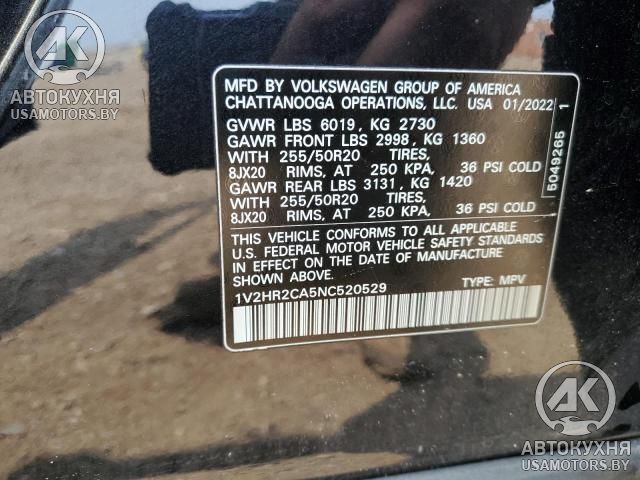 AK
АВТОКУХНЯ
USAMOTORS.BY
MFD BY VOLKSWAGEN GROUP OF AMERICA
CHATTANOOGA OPERATIONS, LLC. USA 01/2022
GVWR LBS 6019, KG 2730
GAWR FRONT LBS 2998, KG 1360
WITH 255/50R20 TIRES,
8JX20 RIMS, AT 250 KPA, 36 PSI COLD
GAWR REAR LBS 3131, KG 1420
WITH 255/50R20 TIRES,
8JX20 RIMS, AT 250 KPA, 36 PSI COLD
THIS VEHICLE CONFORMS TO ALL APPLICABLE
U.S. FEDERAL MOTOR VEHICLE SAFETY STANDARDS
IN EFFECT ON THE DATE OF MANUFACTURE
SHOWN ABOVE.
1V2HR2CA5NC520529 TYPE: MPV
5049265 1
AK
АВТОКУХНЯ
USAMOTORS.BY